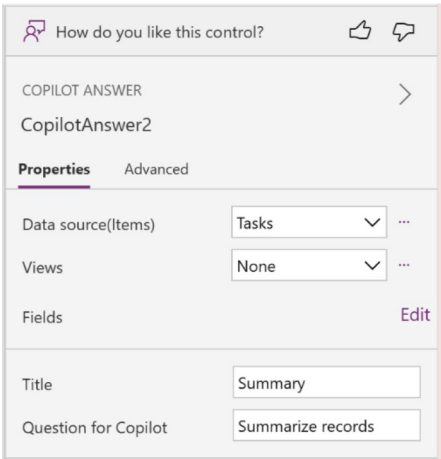 How do you like this control?
COPILOT ANSWER
CopilotAnswer2
Properties Advanced
Data source(Items) Tasks ...
Views None ...
Fields Edit
Title Summary
Question for Copilot Summarize records